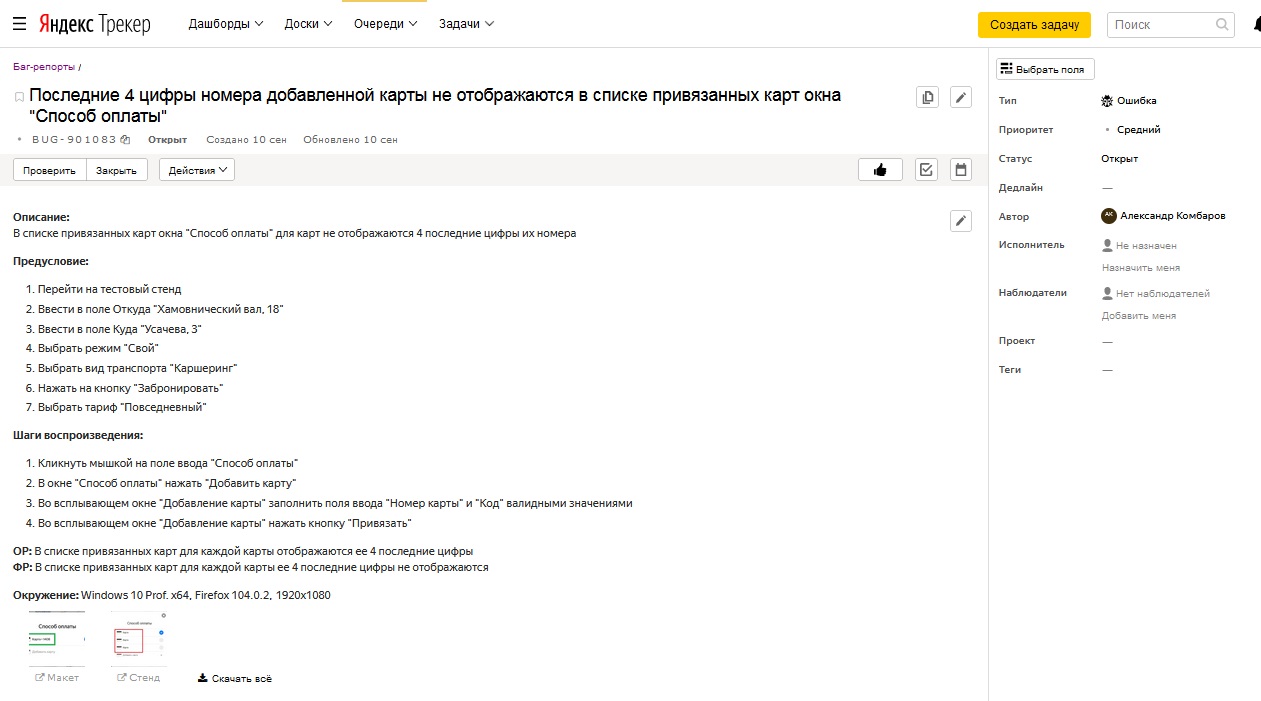 Яндекс Трекер
Дашборды
Доски
Очереди
Задачи
Создать задачу
Поиск
Баг-репорты /
Последние 4 цифры номера добавленной карты не отображаются в списке привязанных карт окна
"Способ оплаты"
BUG-901083
Открыт
Создано 10 сен
Обновлено 10 сен
Проверить
Закрыть
Действия
Описание:
В списке привязанных карт окна "Способ оплаты" для карт не отображаются 4 последние цифры их номера
Предусловие:
1. Перейти на тестовый стенд
2. Ввести в поле Откуда "Хамовнический вал, 18"
3. Ввести в поле Куда "Усачева, 3"
4. Выбрать режим "Свой"
5. Выбрать вид транспорта "Каршеринг"
6. Нажать на кнопку "Забронировать"
7. Выбрать тариф "Повседневный"
Шаги воспроизведения:
1. Кликнуть мышкой на поле ввода "Способ оплаты"
2. В окне "Способ оплаты" нажать "Добавить карту"
3. Во всплывающем окне "Добавление карты" заполнить поля ввода "Номер карты" и "Код" валидными значениями
4. Во всплывающем окне "Добавление карты" нажать кнопку "Привязать"
ОР: В списке привязанных карт для каждой карты отображаются ее 4 последние цифры
ФР: В списке привязанных карт для каждой карты ее 4 последние цифры не отображаются
Окружение: Windows 10 Prof. x64, Firefox 104.0.2, 1920x1080
Способ оплаты
Способ оплаты
Макет
Стенд
Скачать всё
Выбрать поля
Тип
Ошибка
Приоритет
Средний
Статус
Открыт
Дедлайн
—
Автор
АК
Александр Комбаров
Исполнитель
Не назначен
Назначить меня
Наблюдатели
Нет наблюдателей
Добавить меня
Проект
—
Теги
—